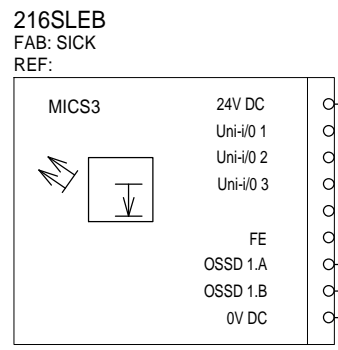 216SLEB
FAB: SICK
REF:
MICS3
24V DC
Uni-i/0 1
Uni-i/0 2
Uni-i/0 3
FE
OSSD 1.A
OSSD 1.B
0V DC